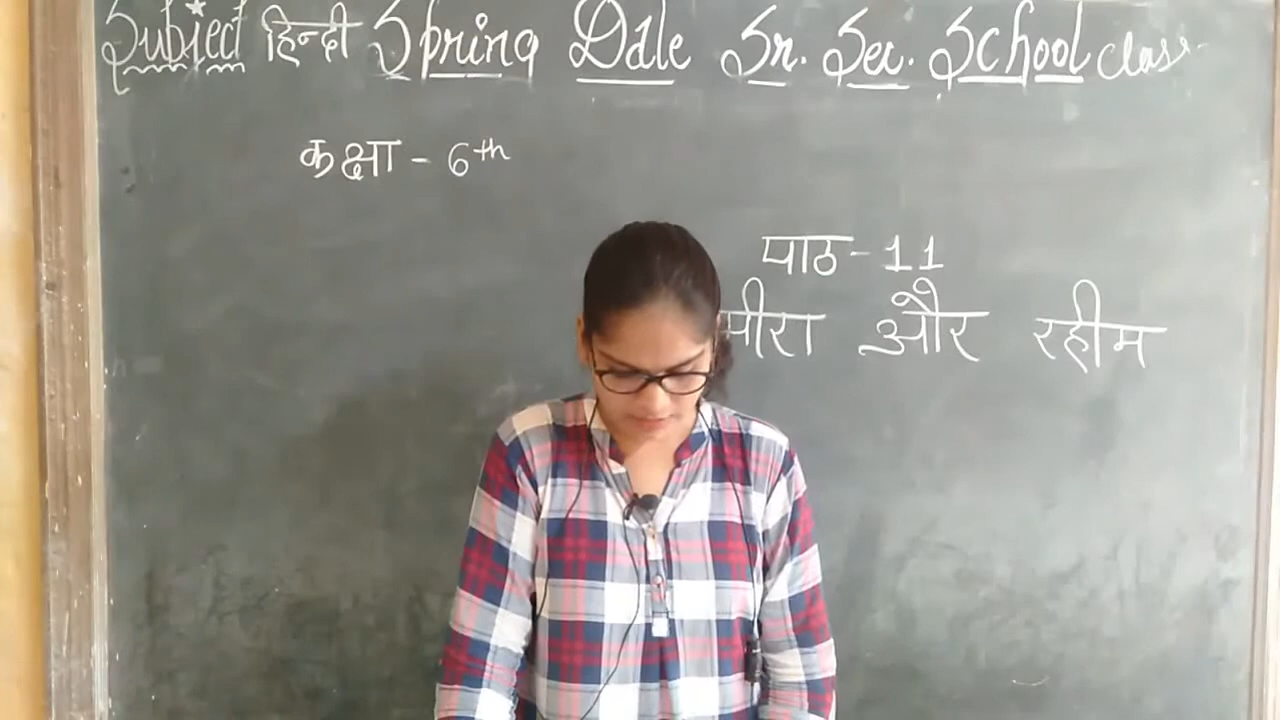 Subject हिन्दी Spring Dale Sr. Sec. School Class
कक्षा - 6th
पाठ - 11
मीरा और रहीम